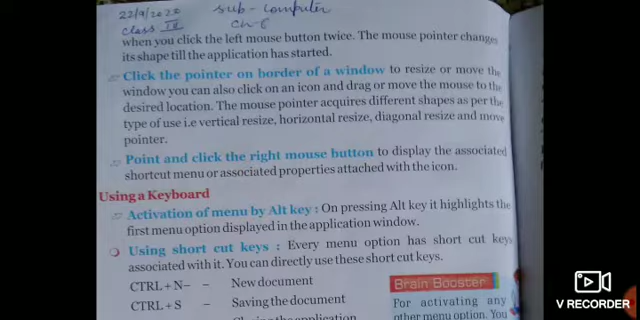 22/9/2020 Sub - Computer
Class IV Ch-6
when you click the left mouse button twice. The mouse pointer changes
its shape till the application has started.
Click the pointer on border of a window to resize or move the
window you can also click on an icon and drag or move the mouse to the
desired location. The mouse pointer acquires different shapes as per the
type of use i.e vertical resize, horizontal resize, diagonal resize and move
pointer.
Point and click the right mouse button to display the associated
shortcut menu or associated properties attached with the icon.
Using a Keyboard
Activation of menu by Alt key : On pressing Alt key it highlights the
first menu option displayed in the application window.
Using short cut keys : Every menu option has short cut keys
associated with it. You can directly use these short cut keys.
CTRL + N- - New document
CTRL + S - Saving the document
Closing the application
Brain Booster
For activating any
other menu option. You
V RECORDER